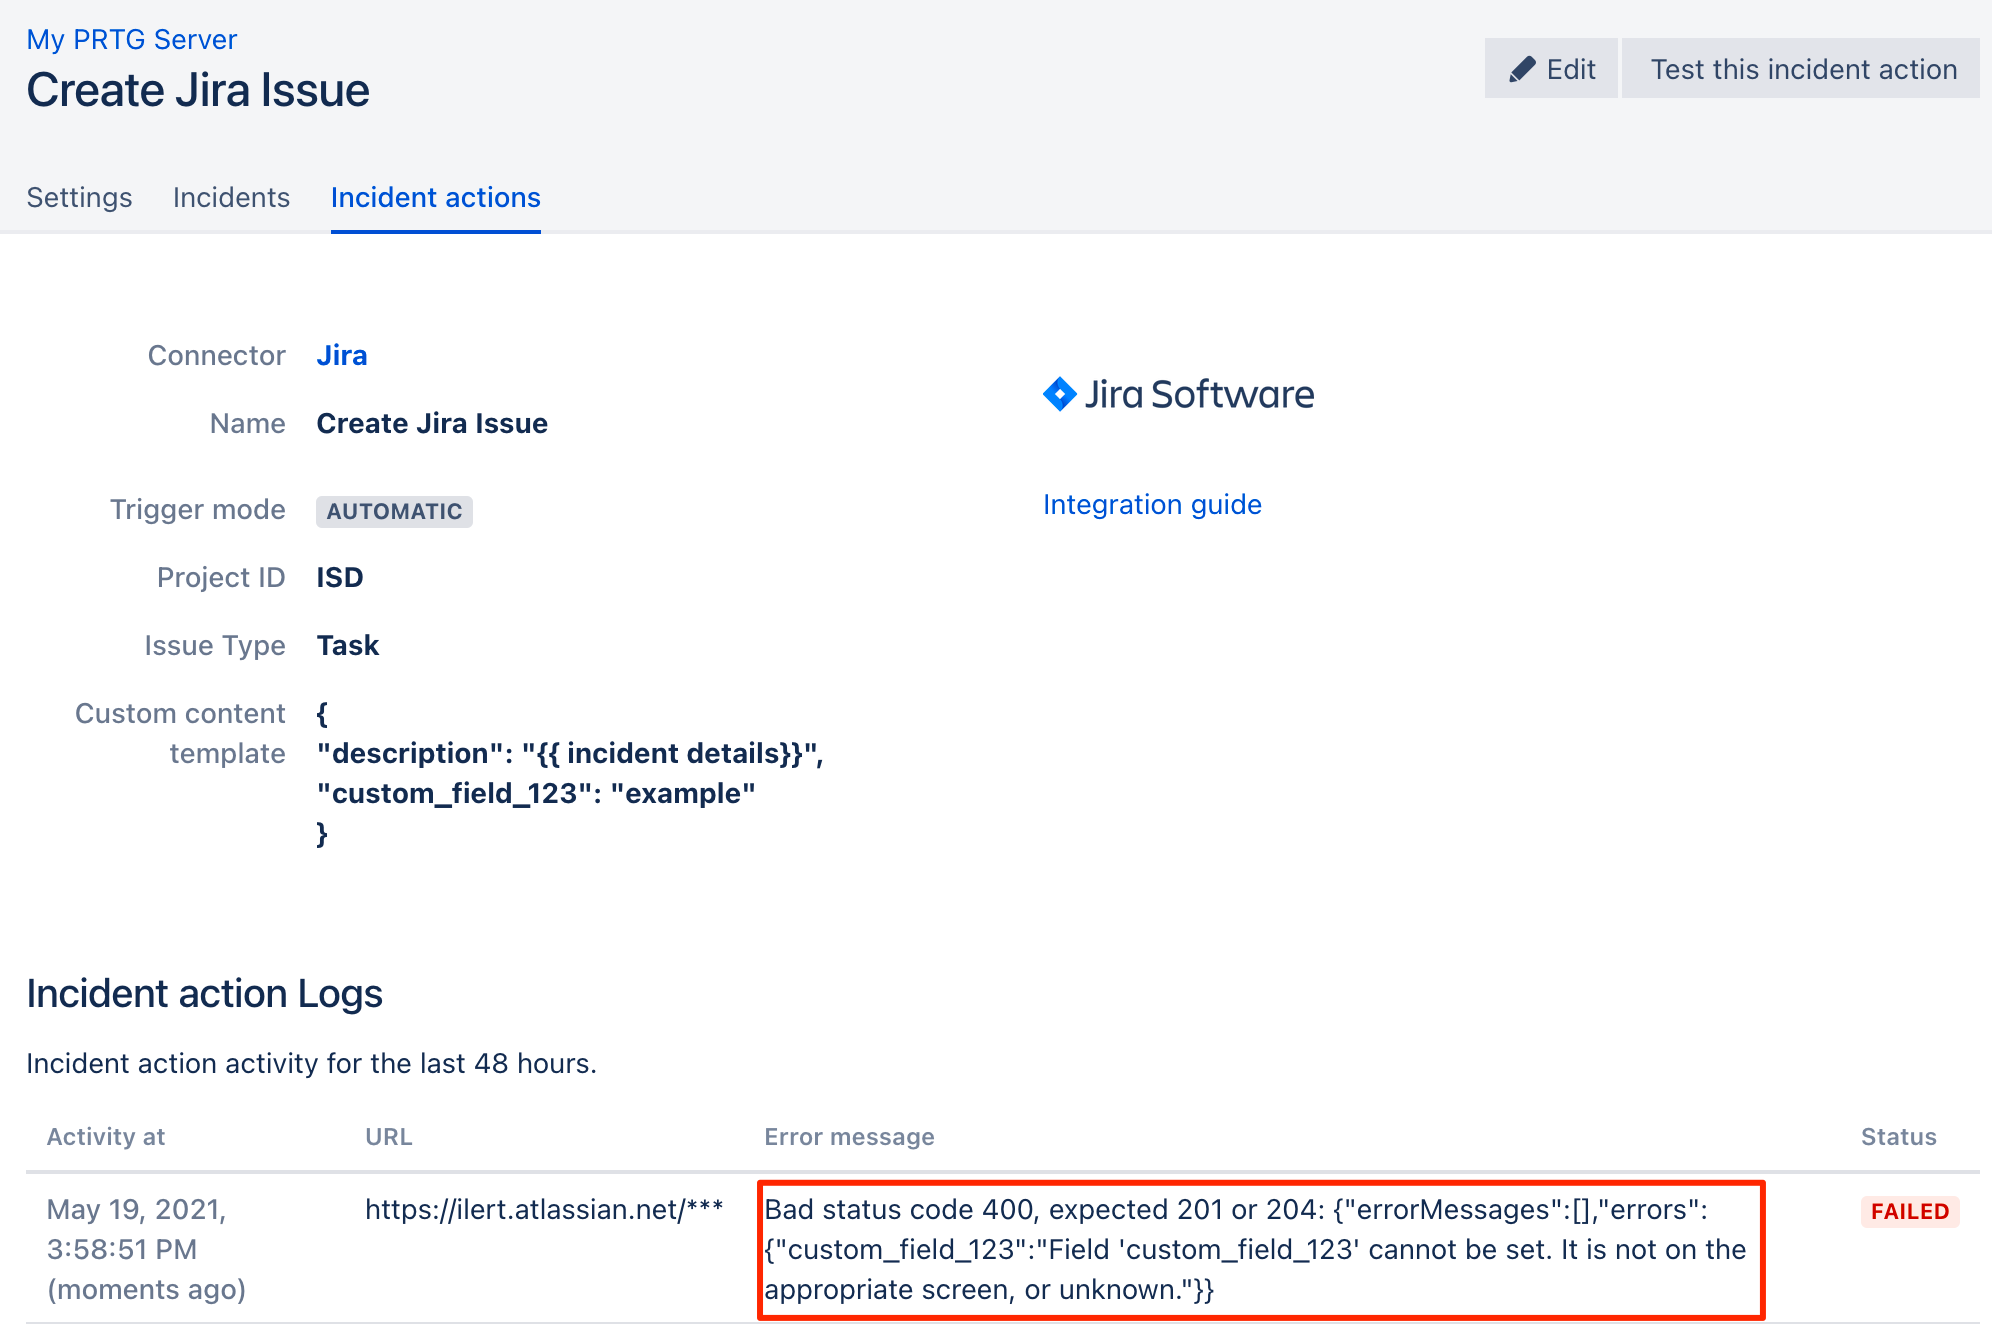 My PRTG Server
Create Jira Issue
Edit
Test this incident action
Settings
Incidents
Incident actions
Connector
Jira
Name
Create Jira Issue
Trigger mode
AUTOMATIC
Project ID
ISD
Issue Type
Task
Custom content
template
{
"description": "{{ incident details}}",
"custom_field_123": "example"
}
Jira Software
Integration guide
Incident action Logs
Incident action activity for the last 48 hours.
Activity at
URL
Error message
Status
May 19, 2021,
3:58:51 PM
(moments ago)
https://ilert.atlassian.net/***
Bad status code 400, expected 201 or 204: {"errorMessages":[],"errors":
{"custom_field_123":"Field 'custom_field_123' cannot be set. It is not on the
appropriate screen, or unknown."}}
FAILED